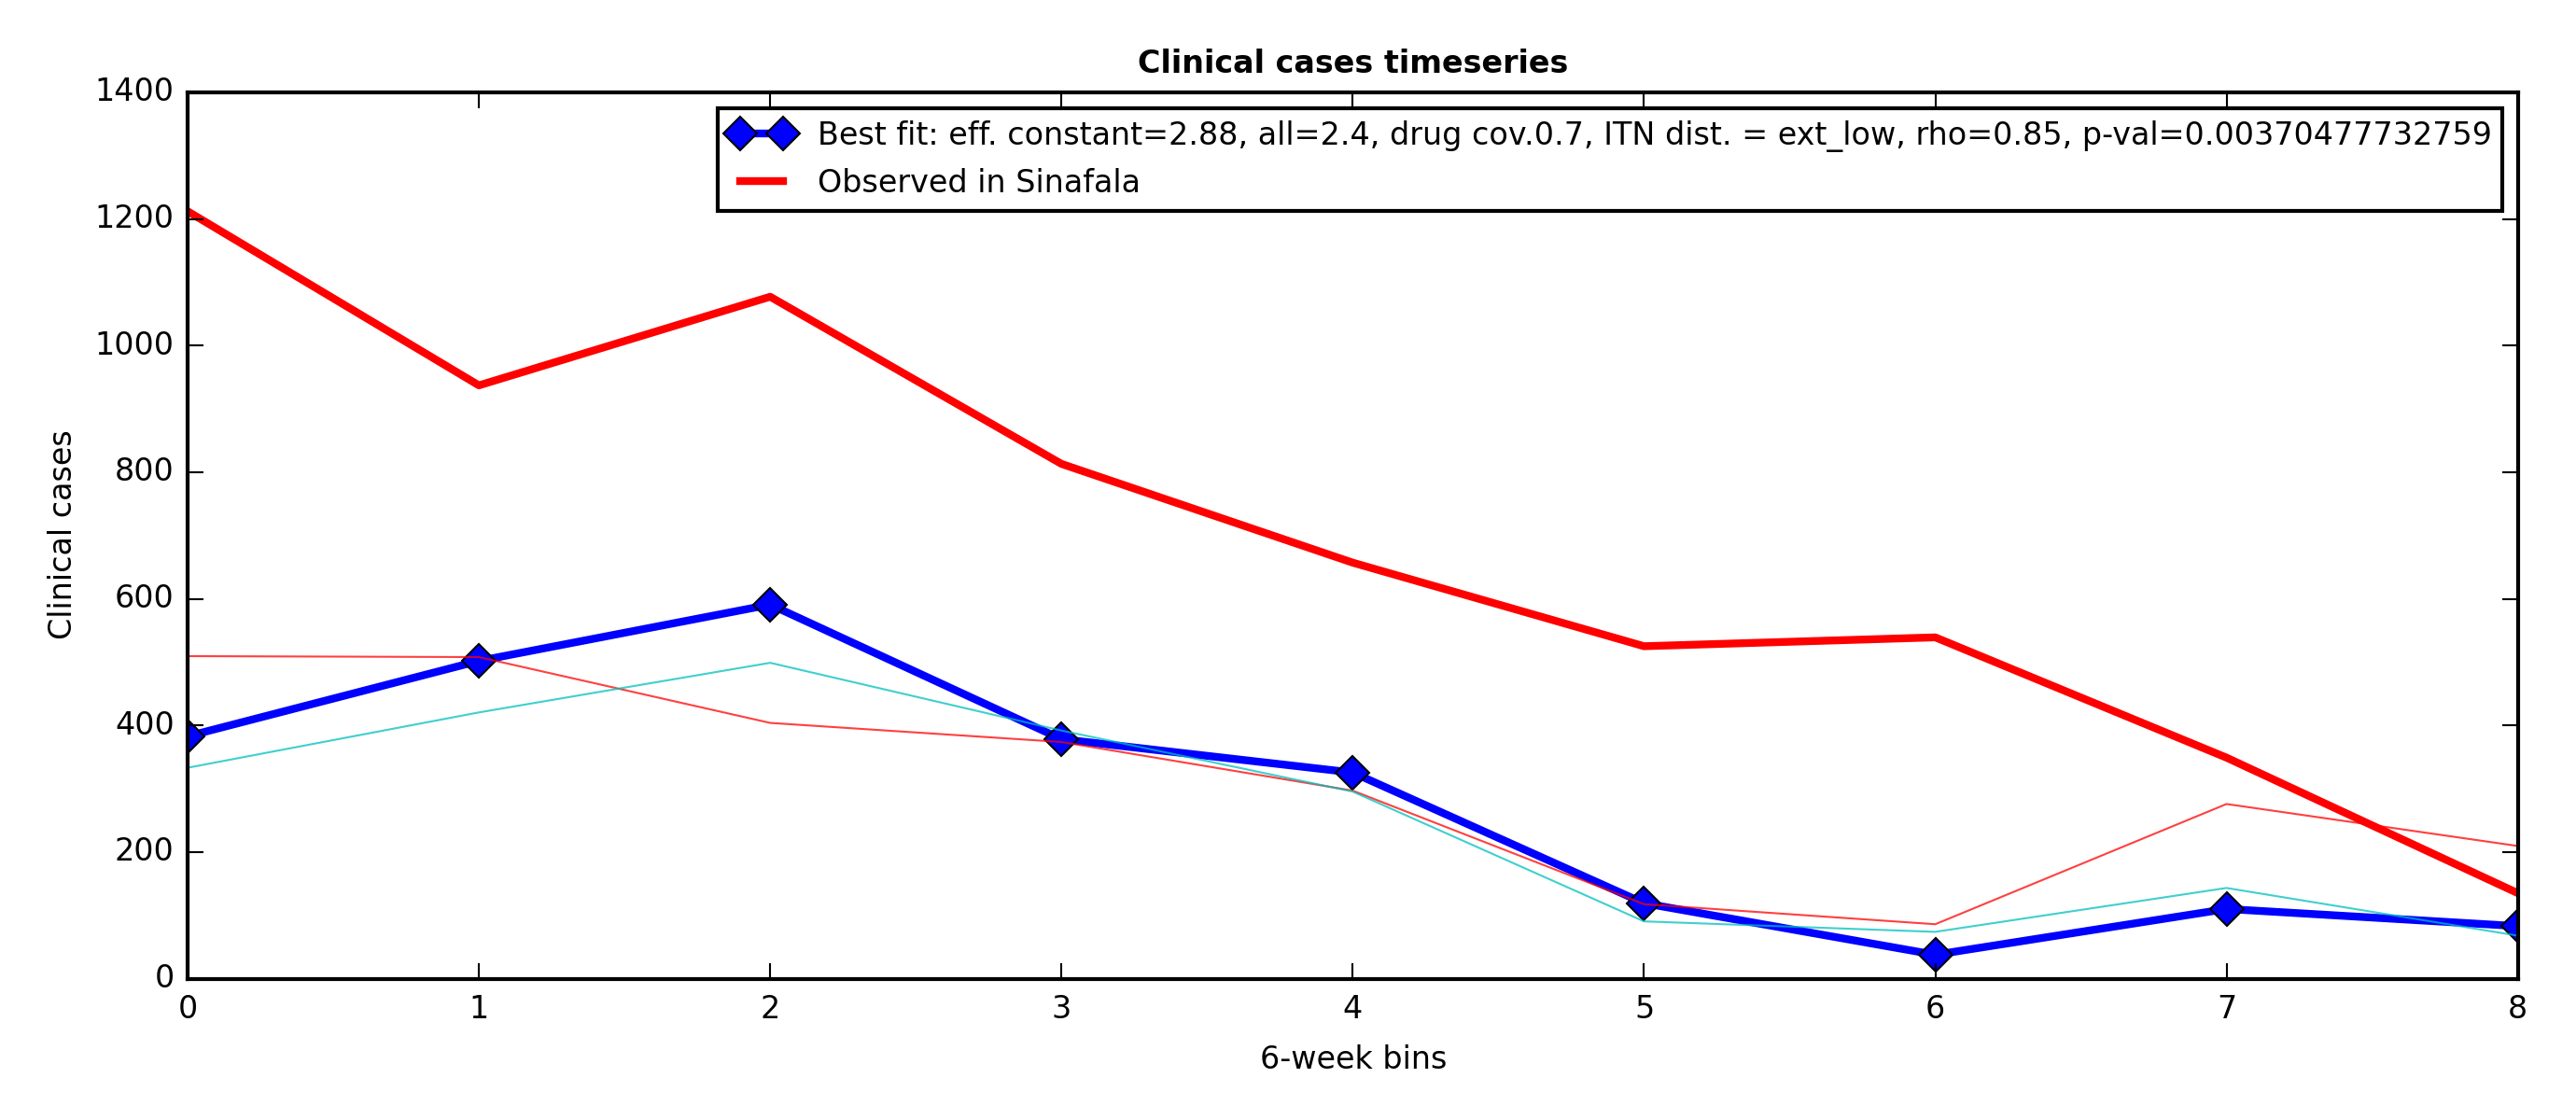 Clinical cases timeseries
1400
1200
1000
800
600
400
200
0
Clinical cases
Best fit: eff. constant=2.88, all=2.4, drug cov.0.7, ITN dist. = ext_low, rho=0.85, p-val=0.00370477732759
Observed in Sinafala
0 1 2 3 4 5 6 7 8
6-week bins